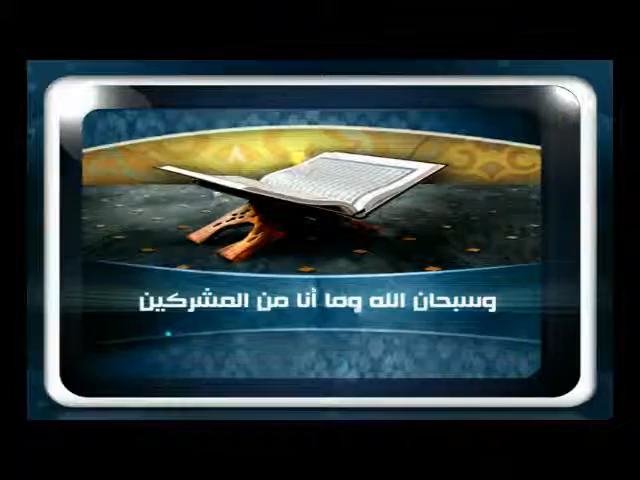 وسبحان الله وما أنا من المشركين